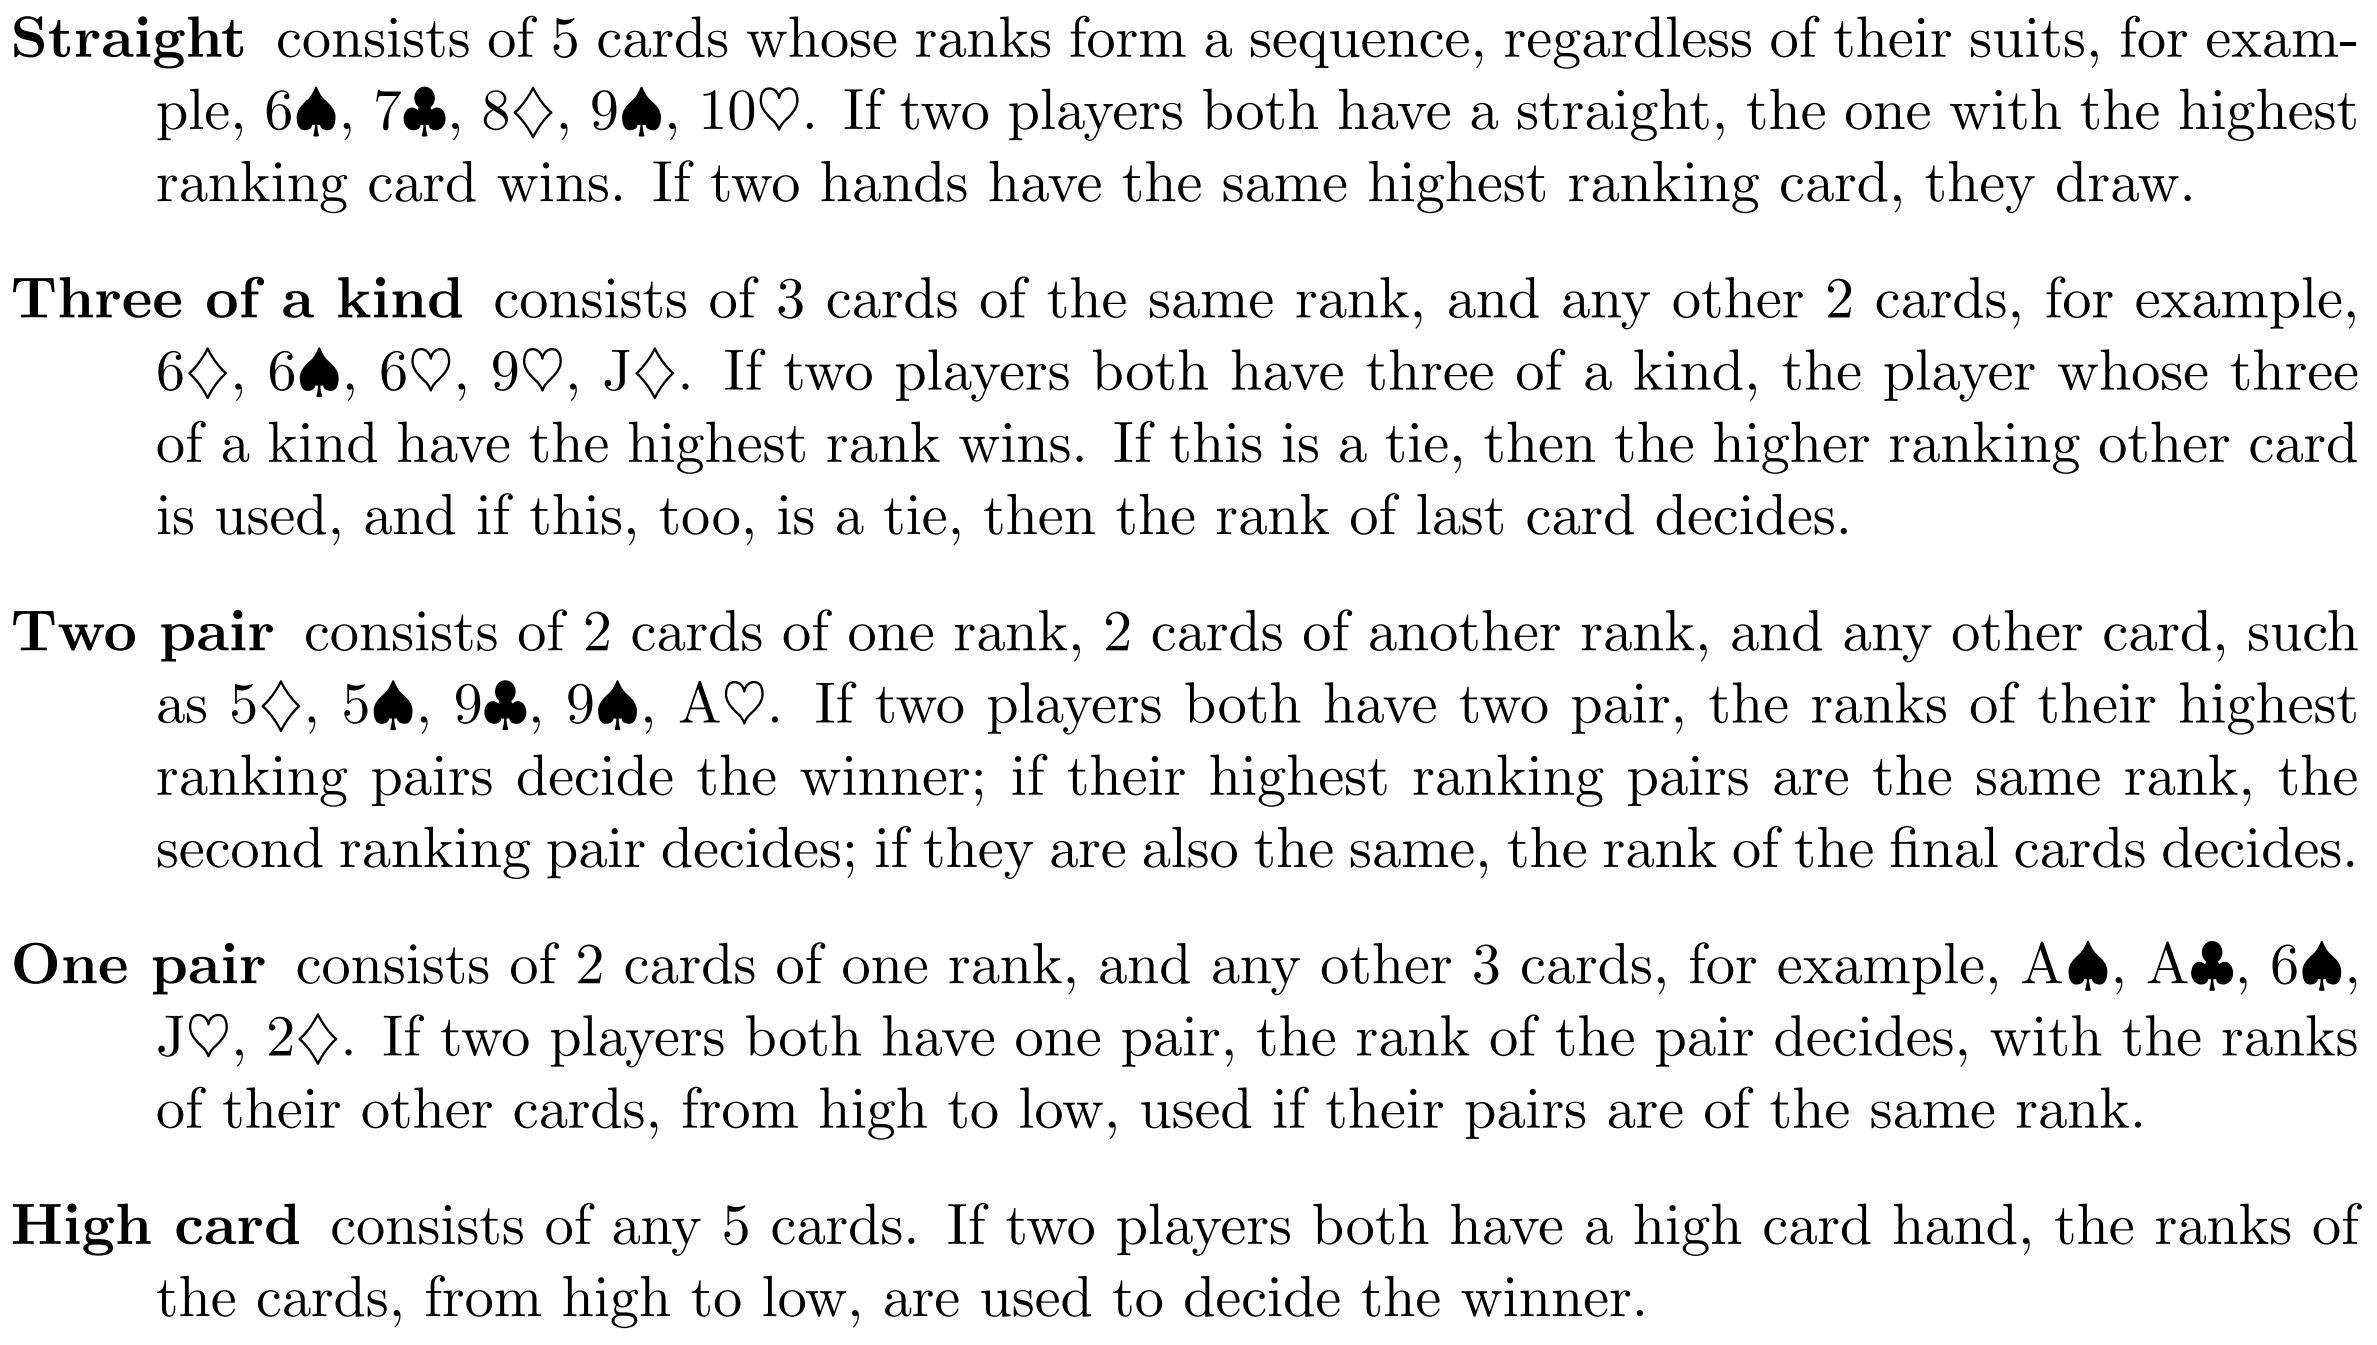 Straight consists of 5 cards whose ranks form a sequence, regardless of their suits, for exam-
ple, 6♠, 7♣, 8♢, 9♠, 10♡. If two players both have a straight, the one with the highest
ranking card wins. If two hands have the same highest ranking card, they draw.
Three of a kind consists of 3 cards of the same rank, and any other 2 cards, for example,
6♢, 6♠, 6♡, 9♡, J♢. If two players both have three of a kind, the player whose three
of a kind have the highest rank wins. If this is a tie, then the higher ranking other card
is used, and if this, too, is a tie, then the rank of last card decides.
Two pair consists of 2 cards of one rank, 2 cards of another rank, and any other card, such
as 5♢, 5♠, 9♣, 9♠, A♡. If two players both have two pair, the ranks of their highest
ranking pairs decide the winner; if their highest ranking pairs are the same rank, the
second ranking pair decides; if they are also the same, the rank of the final cards decides.
One pair consists of 2 cards of one rank, and any other 3 cards, for example, A♠, A♣, 6♠,
J♡, 2♢. If two players both have one pair, the rank of the pair decides, with the ranks
of their other cards, from high to low, used if their pairs are of the same rank.
High card consists of any 5 cards. If two players both have a high card hand, the ranks of
the cards, from high to low, are used to decide the winner.